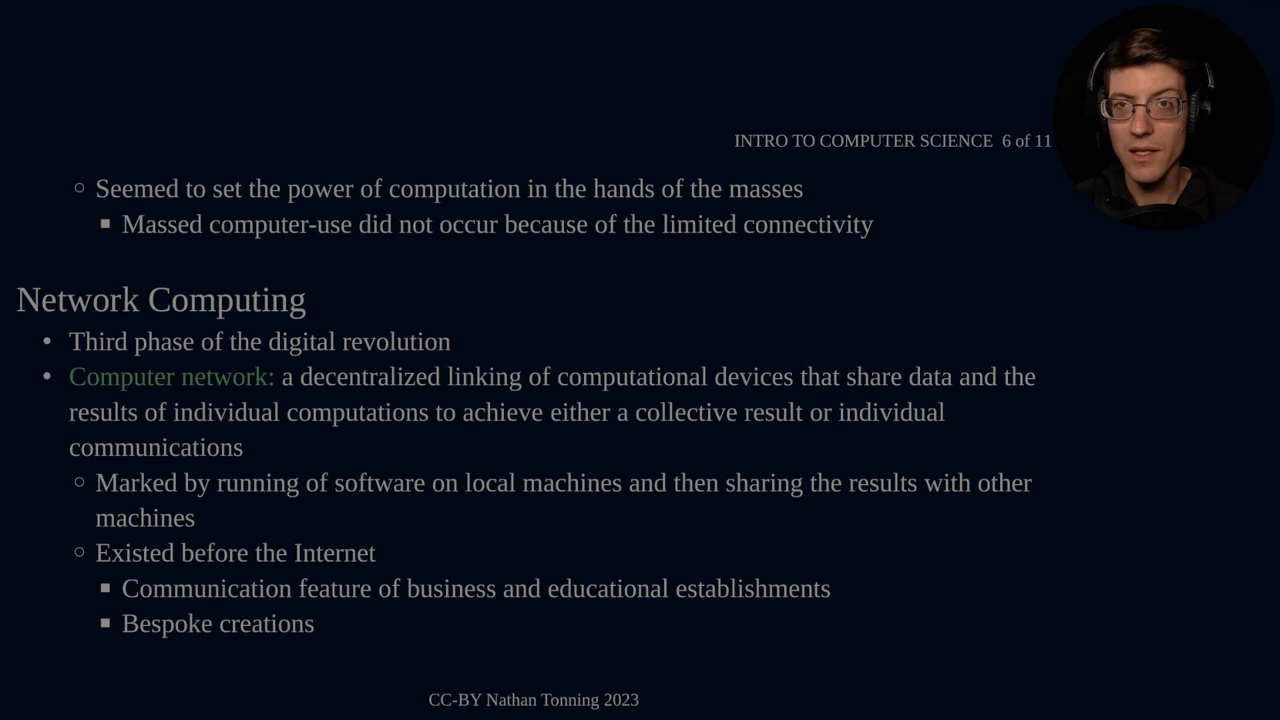 INTRO TO COMPUTER SCIENCE 6 of 11
○ Seemed to set the power of computation in the hands of the masses
▪ Massed computer-use did not occur because of the limited connectivity
Network Computing
• Third phase of the digital revolution
• Computer network: a decentralized linking of computational devices that share data and the
results of individual computations to achieve either a collective result or individual
communications
○ Marked by running of software on local machines and then sharing the results with other
machines
○ Existed before the Internet
▪ Communication feature of business and educational establishments
▪ Bespoke creations
CC-BY Nathan Tonning 2023